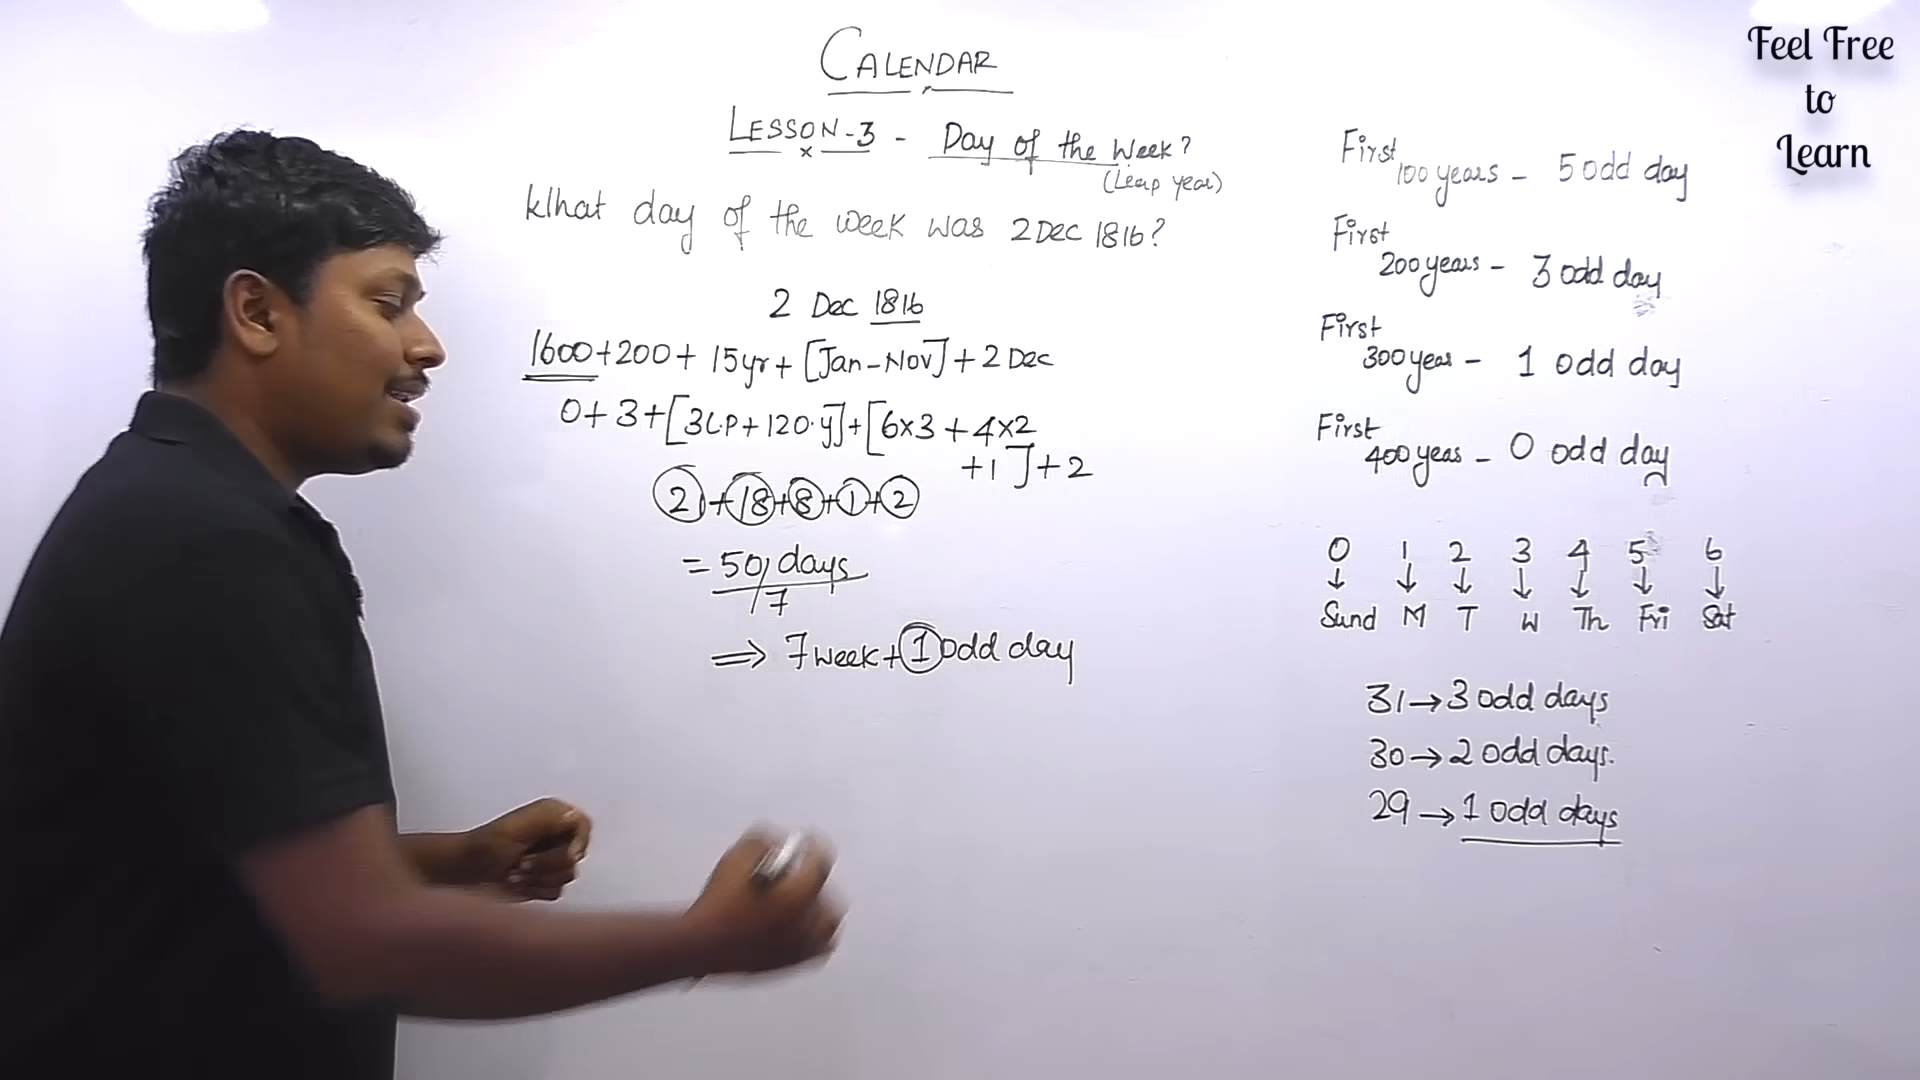 CALENDAR
LESSON-3 - Day of the Week?
(Leap year)
What day of the week was 2 Dec 1816?
2 Dec 1816
1600+200+ 15yr+[Jan-Nov]+2 Dec
0+3+[3L.P+12O.y]+[6x3+4x2
+1]+2
21+18+8+1+2
= 50, days
/7
⇒ 7 week+1 odd day
Feel Free
to
Learn
First
100 years - 5 odd day
First
200 years - 3 odd day
First
300 year - 1 odd day
First
400 yeas - 0 odd day
0 1 2 3 4 5 6
↓ ↓ ↓ ↓ ↓ ↓ ↓
Sund M T W Th Fri Sat
31→3 odd days
30→2 odd days.
29→1 odd days